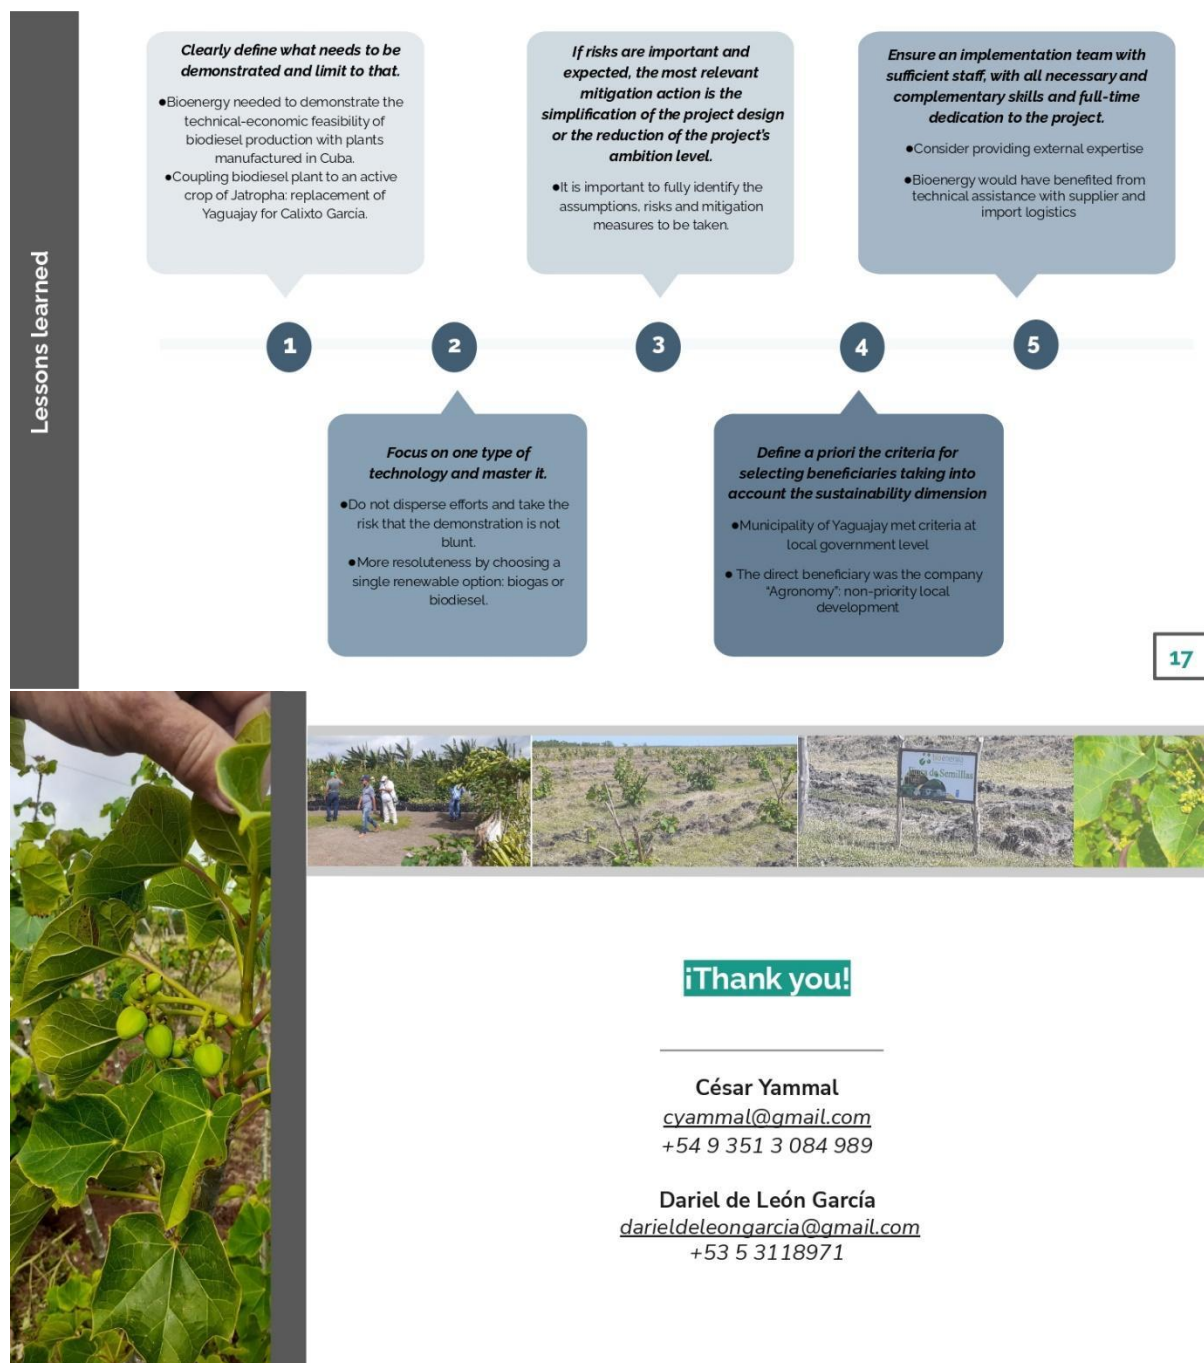 Lessons learned
Clearly define what needs to be
demonstrated and limit to that.
●Bioenergy needed to demonstrate the
technical-economic feasibility of
biodiesel production with plants
manufactured in Cuba.
●Coupling biodiesel plant to an active
crop of Jatropha: replacement of
Yaguajay for Calixto García.
If risks are important and
expected, the most relevant
mitigation action is the
simplification of the project design
or the reduction of the project's
ambition level.
●It is important to fully identify the
assumptions, risks and mitigation
measures to be taken.
Ensure an implementation team with
sufficient staff, with all necessary and
complementary skills and full-time
dedication to the project.
●Consider providing external expertise
●Bioenergy would have benefited from
technical assistance with supplier and
import logistics
1
2
3
4
5
Focus on one type of
technology and master it.
●Do not disperse efforts and take the
risk that the demonstration is not
blunt.
●More resoluteness by choosing a
single renewable option: biogas or
biodiesel.
Define a priori the criteria for
selecting beneficiaries taking into
account the sustainability dimension
●Municipality of Yaguajay met criteria at
local government level
● The direct beneficiary was the company
"Agronomy": non-priority local
development
17
de Semillas
¡Thank you!
César Yammal
cyammal@gmail.com
+54 9 351 3 084 989
Dariel de León García
darieldeleongarcia@gmail.com
+53 5 3118971